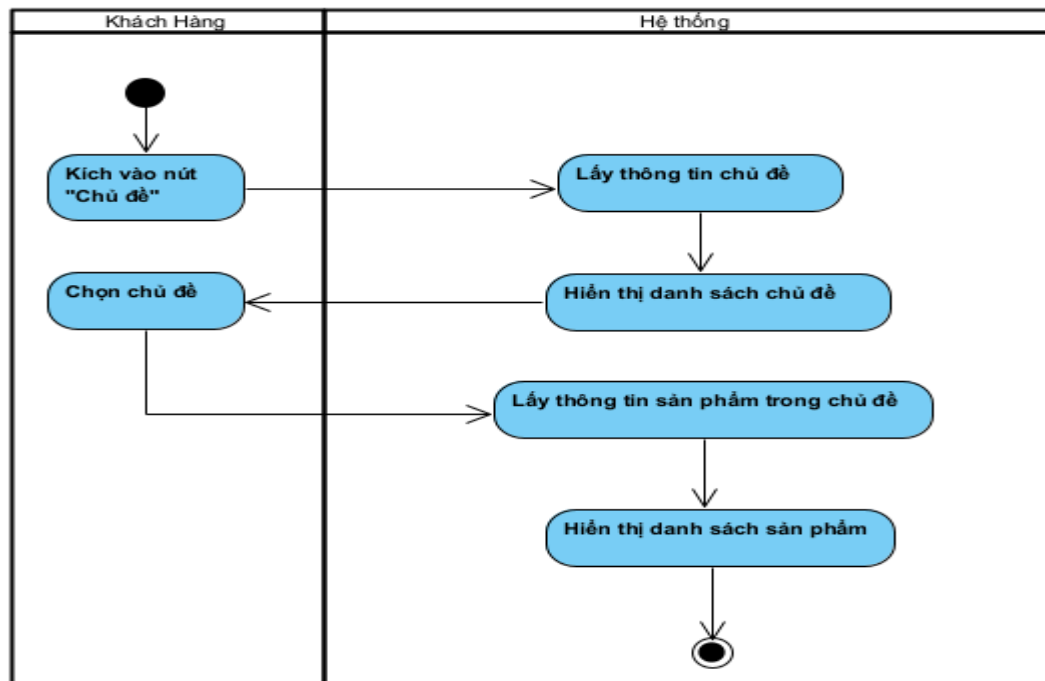 Khách Hàng
Hệ thống
Kích vào nút
"Chủ đề"
Lấy thông tin chủ đề
Chọn chủ đề
Hiển thị danh sách chủ đề
Lấy thông tin sản phẩm trong chủ đề
Hiển thị danh sách sản phẩm